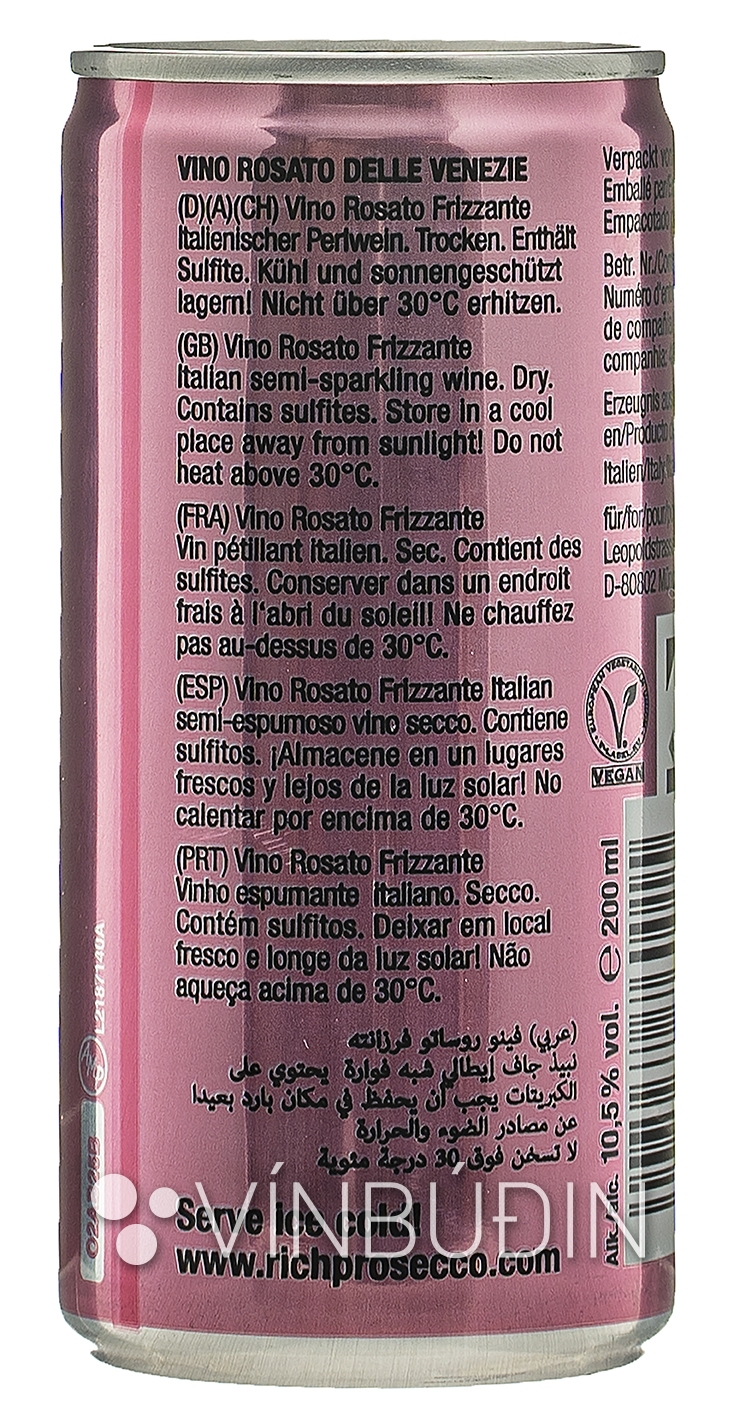 VINO ROSATO DELLE VENEZIE
(D)(A)(CH) Vino Rosato Frizzante
Italienischer Perlwein. Trocken. Enthält
Sulfite. Kühl und sonnengeschützt
lagern! Nicht über 30°C erhitzen.
(GB) Vino Rosato Frizzante
Italian semi-sparkling wine. Dry.
Contains sulfites. Store in a cool
place away from sunlight! Do not
heat above 30°C.
(FRA) Vino Rosato Frizzante
Vin pétillant italien. Sec. Contient des
sulfites. Conserver dans un endroit
frais à l'abri du soleil! Ne chauffez
pas au-dessus de 30°C.
(ESP) Vino Rosato Frizzante Italian
semi-espumoso vino secco. Contiene
sulfitos. ¡Almacene en un lugares
frescos y lejos de la luz solar! No
calentar por encima de 30°C.
(PRT) Vino Rosato Frizzante
Vinho espumante italiano. Secco.
Contém sulfitos. Deixar em local
fresco e longe da luz solar! Não
aqueça acima de 30°C.
(عربي) فينو روساتو فرزانته
نبيذ جاف إيطالي شبه فوارة يحتوي على
الكبريتات يجب أن يحفظ في مكان بارد بعيدا
عن مصادر الضوء والحرارة
لا تسخن فوق 30 درجة مئوية
Serve ice cold
www.richprosecco.com
VÍNBÚÐIN
Verpackt von
Emballé par
Empacotado
Betr. Nr./
Numéro
de
Erzeugnis aus
en/Producto
Italien/Italy/
für/for/pour/
D-80802
EUROPEAN VEGETARIAN
VEGAN
Alk./alc. 10,5% vol. e 200 ml
L2187140A